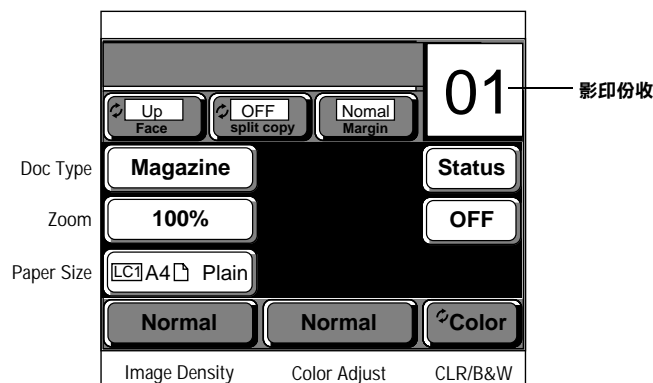 01
影印份收
Up
Face
OFF
split copy
Nomal
Margin
Doc Type
Magazine
Status
Zoom
100%
OFF
Paper Size
LC1 A4 Plain
Normal
Normal
Color
Image Density
Color Adjust
CLR/B&W